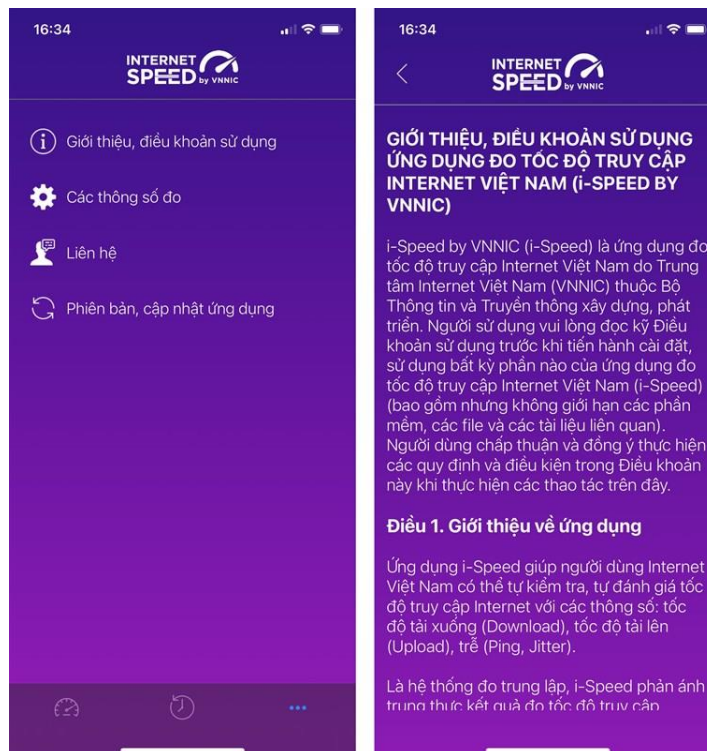 16:34
INTERNET
SPEED by VNNIC
Giới thiệu, điều khoản sử dụng
Các thông số đo
Liên hệ
Phiên bản, cập nhật ứng dụng
16:34
INTERNET
SPEED by VNNIC
GIỚI THIỆU, ĐIỀU KHOẢN SỬ DỤNG
ỨNG DỤNG ĐO TỐC ĐỘ TRUY CẬP
INTERNET VIỆT NAM (i-SPEED BY
VNNIC)
i-Speed by VNNIC (i-Speed) là ứng dụng đo
tốc độ truy cập Internet Việt Nam do Trung
tâm Internet Việt Nam (VNNIC) thuộc Bộ
Thông tin và Truyền thông xây dựng, phát
triển. Người sử dụng vui lòng đọc kỹ Điều
khoản sử dụng trước khi tiến hành cài đặt,
sử dụng bất kỳ phần nào của ứng dụng đo
tốc độ truy cập Internet Việt Nam (i-Speed)
(bao gồm nhưng không giới hạn các phần
mềm, các file và các tài liệu liên quan).
Người dùng chấp thuận và đồng ý thực hiện
các quy định và điều kiện trong Điều khoản
này khi thực hiện các thao tác trên đây.
Điều 1. Giới thiệu về ứng dụng
Ứng dụng i-Speed giúp người dùng Internet
Việt Nam có thể tự kiểm tra, tự đánh giá tốc
độ truy cập Internet với các thông số: tốc
độ tải xuống (Download), tốc độ tải lên
(Upload), trễ (Ping, Jitter).
Là hệ thống đo trung lập, i-Speed phản ánh
trung thực kết quả đo tốc độ truy cập